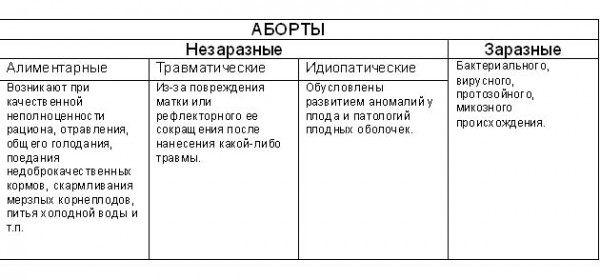 АБОРТЫ
Незаразные
Заразные
Алиментарные
Травматические
Идиопатические
Бактериального,
вирусного,
протозойного,
микозного
происхождения.
Возникают при
качественной
неполноценности
рациона, отравления,
общего голодания,
поедания
недоброкачественных
кормов, скармливания
мерзлых корнеплодов,
питья холодной воды и
т.п.
Из-за повреждения
матки или
рефлекторного ее
сокращения после
нанесения какой-либо
травмы.
Обусловлены
развитием аномалий у
плода и патологий
плодных оболочек.